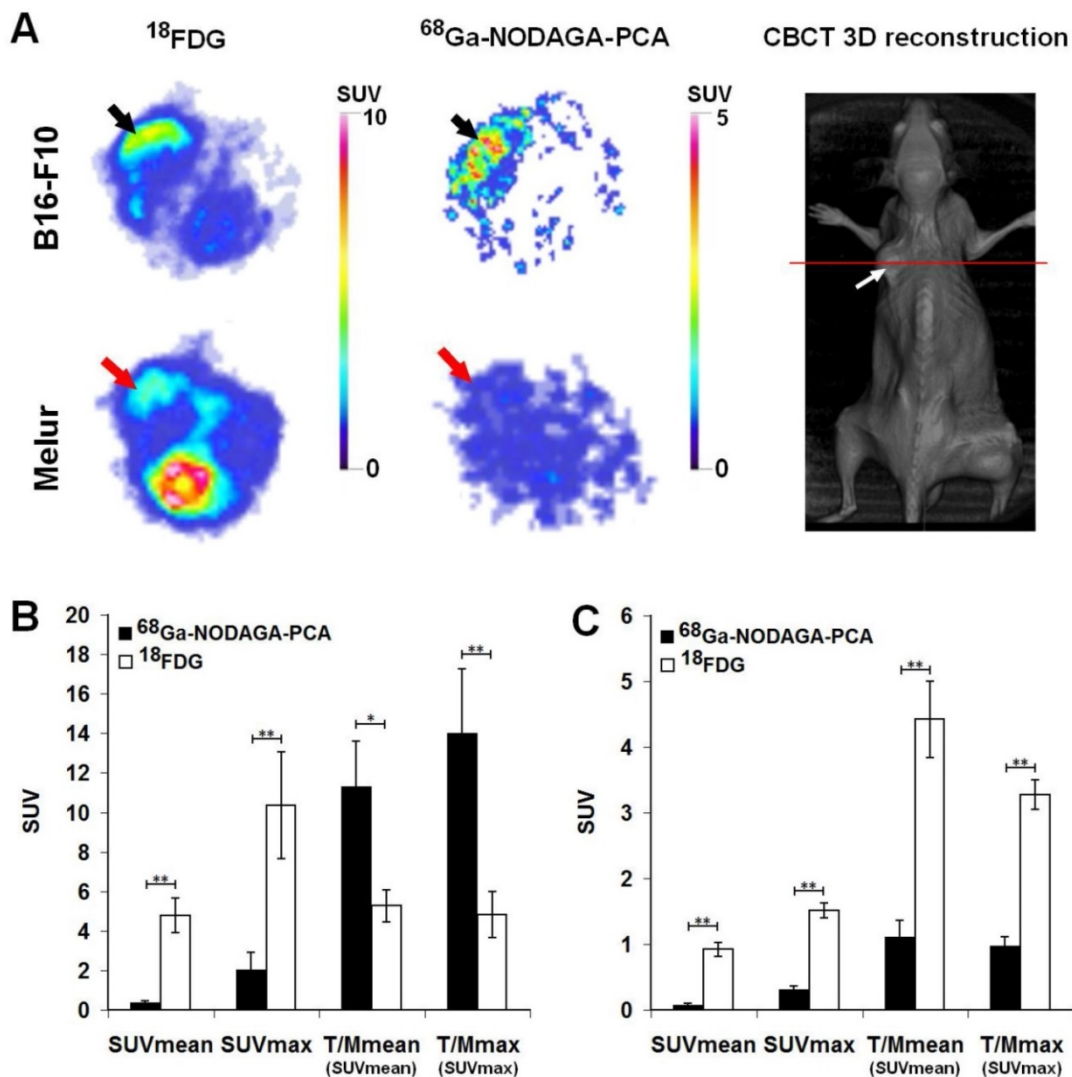 A
¹⁸FDG
⁶⁸Ga-NODAGA-PCA
CBCT 3D reconstruction
B16-F10
Melur
SUV
10
0
SUV
5
0
B
⁶⁸Ga-NODAGA-PCA
¹⁸FDG
SUV
20
18
16
14
12
10
8
6
4
2
0
**
**
*
**
SUVmean SUVmax T/Mmean T/Mmax
(SUVmean) (SUVmax)
C
⁶⁸Ga-NODAGA-PCA
¹⁸FDG
SUV
6
5
4
3
2
1
0
**
**
**
**
SUVmean SUVmax T/Mmean T/Mmax
(SUVmean) (SUVmax)